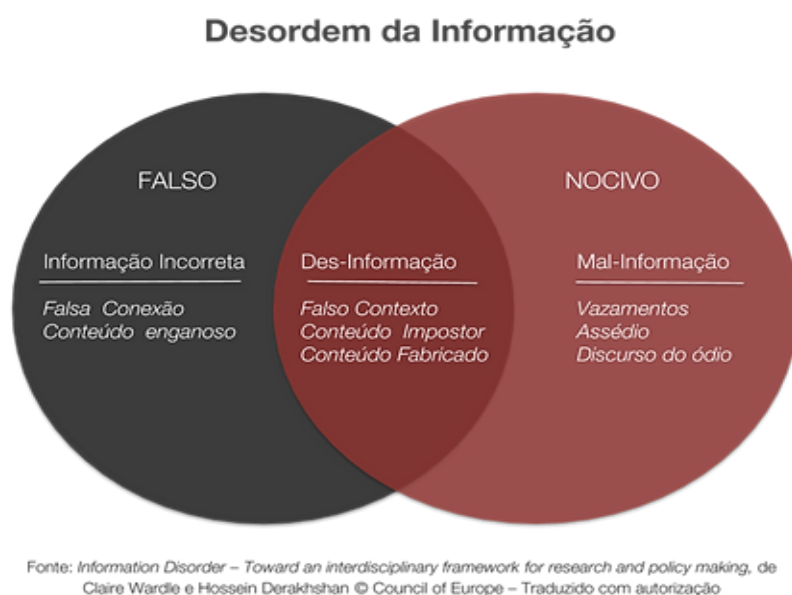 Desordem da Informação
FALSO
NOCIVO
Informação Incorreta
Falsa Conexão
Conteúdo enganoso
Des-Informação
Falso Contexto
Conteúdo Impostor
Conteúdo Fabricado
Mal-Informação
Vazamentos
Assédio
Discurso do ódio
Fonte: Information Disorder – Toward an interdisciplinary framework for research and policy making, de
Claire Wardle e Hossein Derakhshan © Council of Europe – Traduzido com autorização